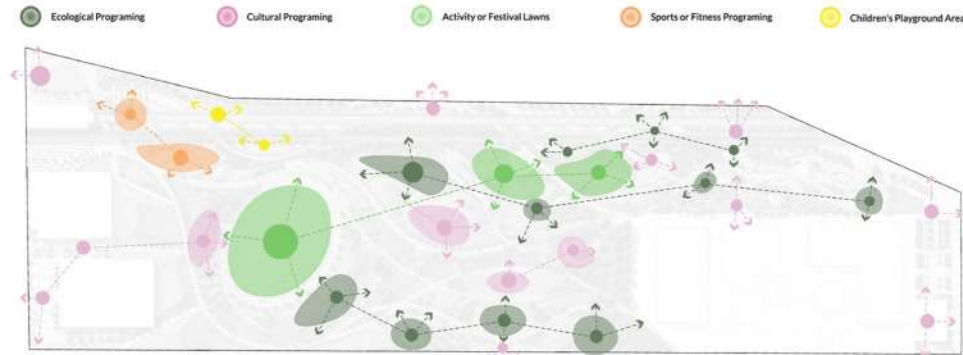 Ecological Programing
Cultural Programing
Activity or Festival Lawns
Sports or Fitness Programing
Children's Playground Area